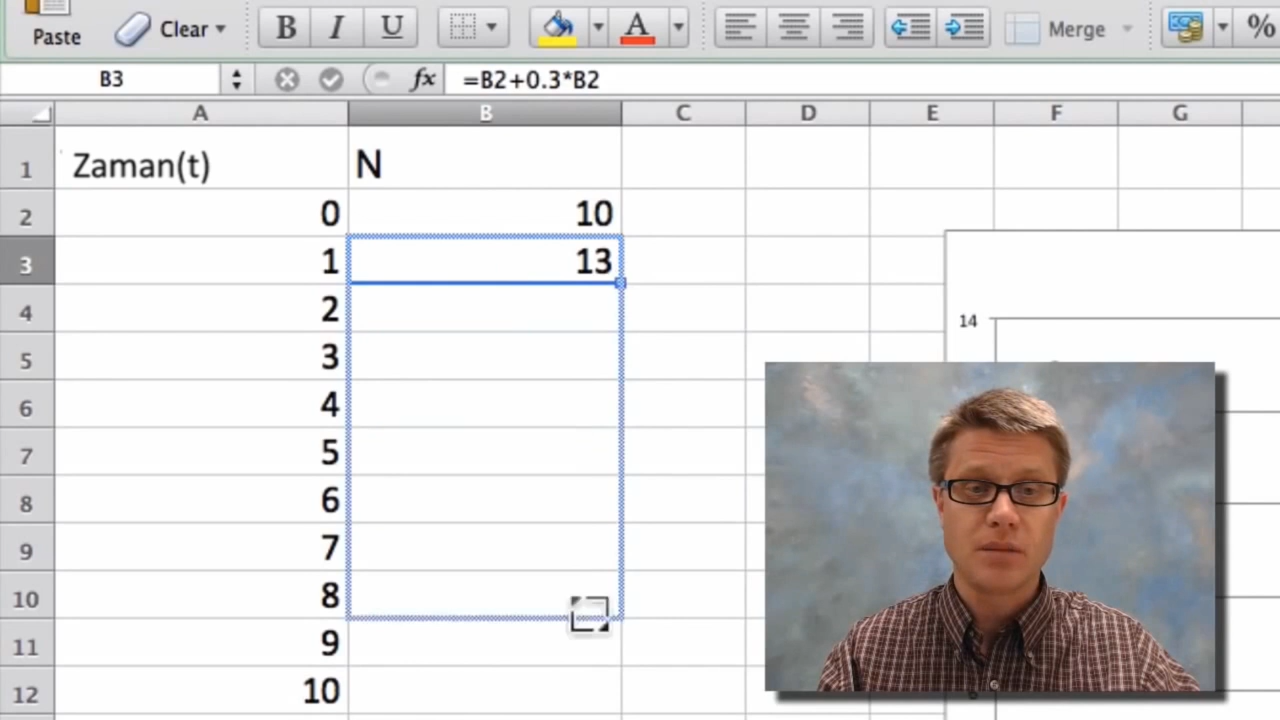 Paste Clear B I U A Merge %
B3 fx =B2+0.3*B2
A B C D E F G
1 Zaman(t) N
2 0 10
3 1 13
4 2
5 3
6 4
7 5
8 6
9 7
10 8
11 9
12 10
14